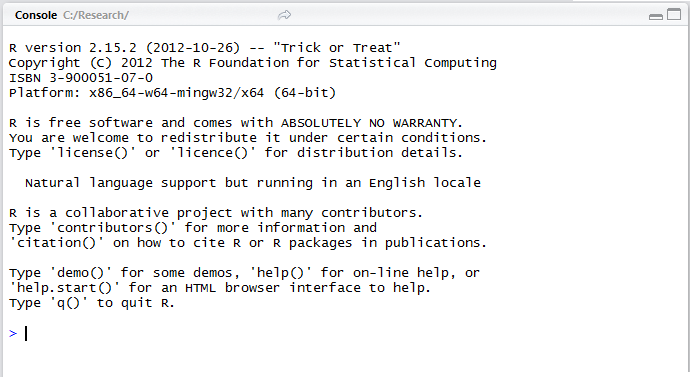 Console C:/Research/
R version 2.15.2 (2012-10-26) -- "Trick or Treat"
Copyright (C) 2012 The R Foundation for Statistical Computing
ISBN 3-900051-07-0
Platform: x86_64-w64-mingw32/x64 (64-bit)
R is free software and comes with ABSOLUTELY NO WARRANTY.
You are welcome to redistribute it under certain conditions.
Type 'license()' or 'licence()' for distribution details.
Natural language support but running in an English locale
R is a collaborative project with many contributors.
Type 'contributors()' for more information and
'citation()' on how to cite R or R packages in publications.
Type 'demo()' for some demos, 'help()' for on-line help, or
'help.start()' for an HTML browser interface to help.
Type 'q()' to quit R.
>